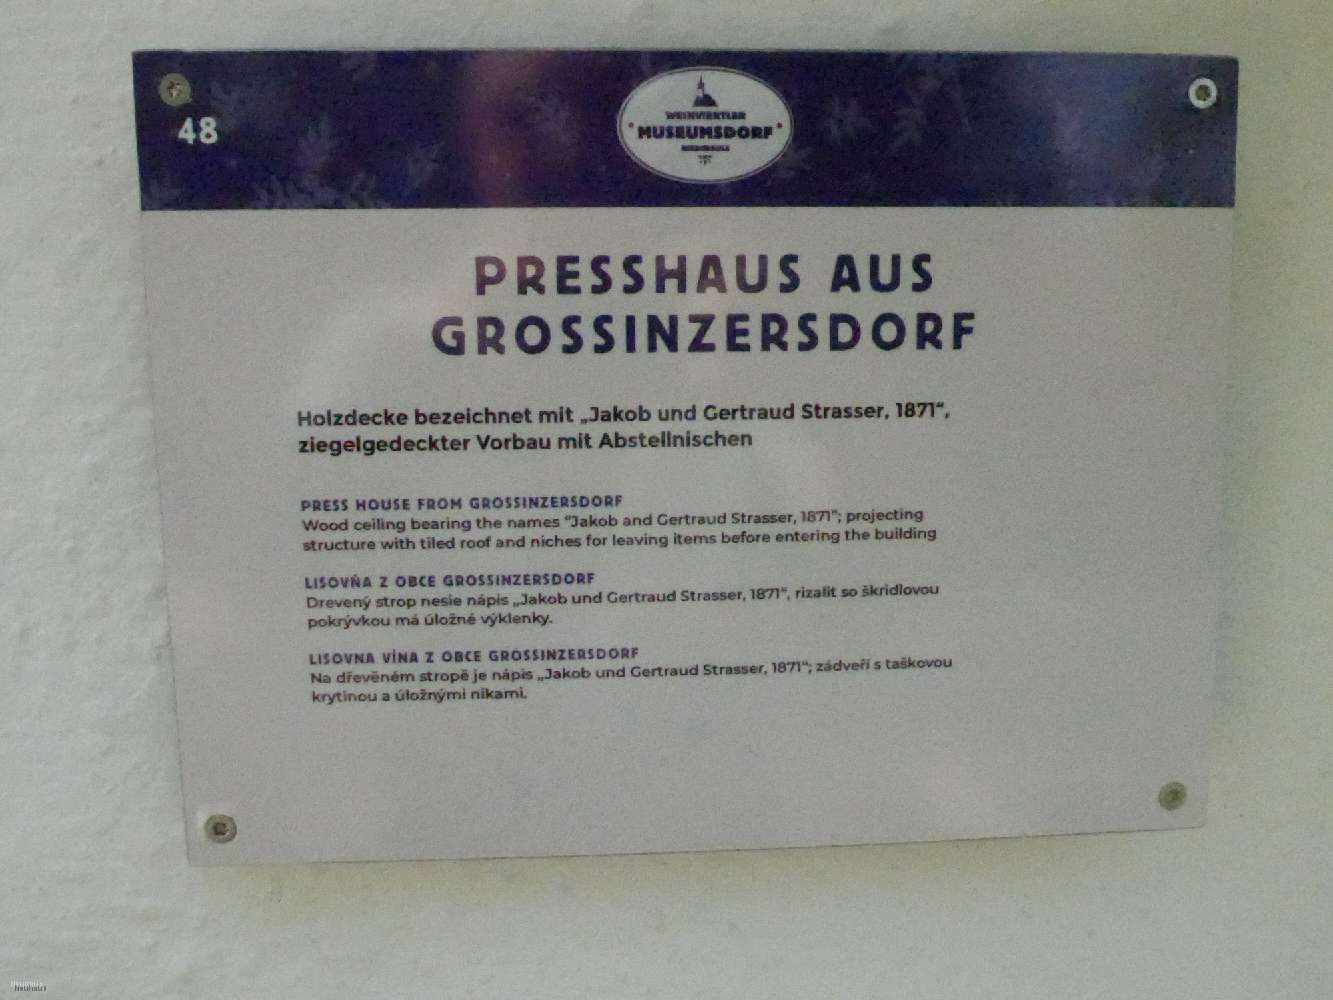 48
WEINVIERTLER
MUSEUMSDORF
NIEDERSULZ
PRESSHAUS AUS
GROSSINZERSDORF
Holzdecke bezeichnet mit „Jakob und Gertraud Strasser, 1871“,
ziegelgedeckter Vorbau mit Abstellnischen
PRESS HOUSE FROM GROSSINZERSDORF
Wood ceiling bearing the names “Jakob and Gertraud Strasser, 1871”; projecting
structure with tiled roof and niches for leaving items before entering the building
LISOVŇA Z OBCE GROSSINZERSDORF
Drevený strop nesie nápis „Jakob und Gertraud Strasser, 1871“, rizalit so škridlovou
pokrývkou má úložné výklenky.
LISOVNA VÍNA Z OBCE GROSSINZERSDORF
Na dřevěném stropě je nápis „Jakob und Gertraud Strasser, 1871“; zádveří s taškovou
krytinou a úložnými nikami.